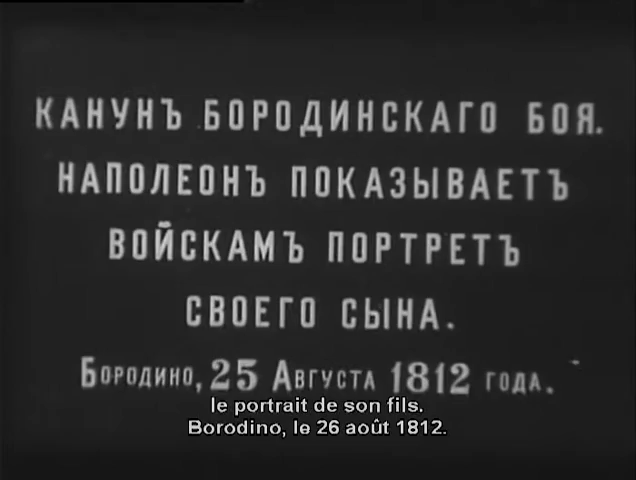 КАНУНЪ БОРОДИНСКАГО БОЯ.
НАПОЛЕОНЪ ПОКАЗЫВАЕТЪ
ВОЙСКАМЪ ПОРТРЕТЪ
СВОЕГО СЫНА.
БОРОДИНО, 25 АВГУСТА 1812 ГОДА.
le portrait de son fils.
Borodino, le 26 août 1812.